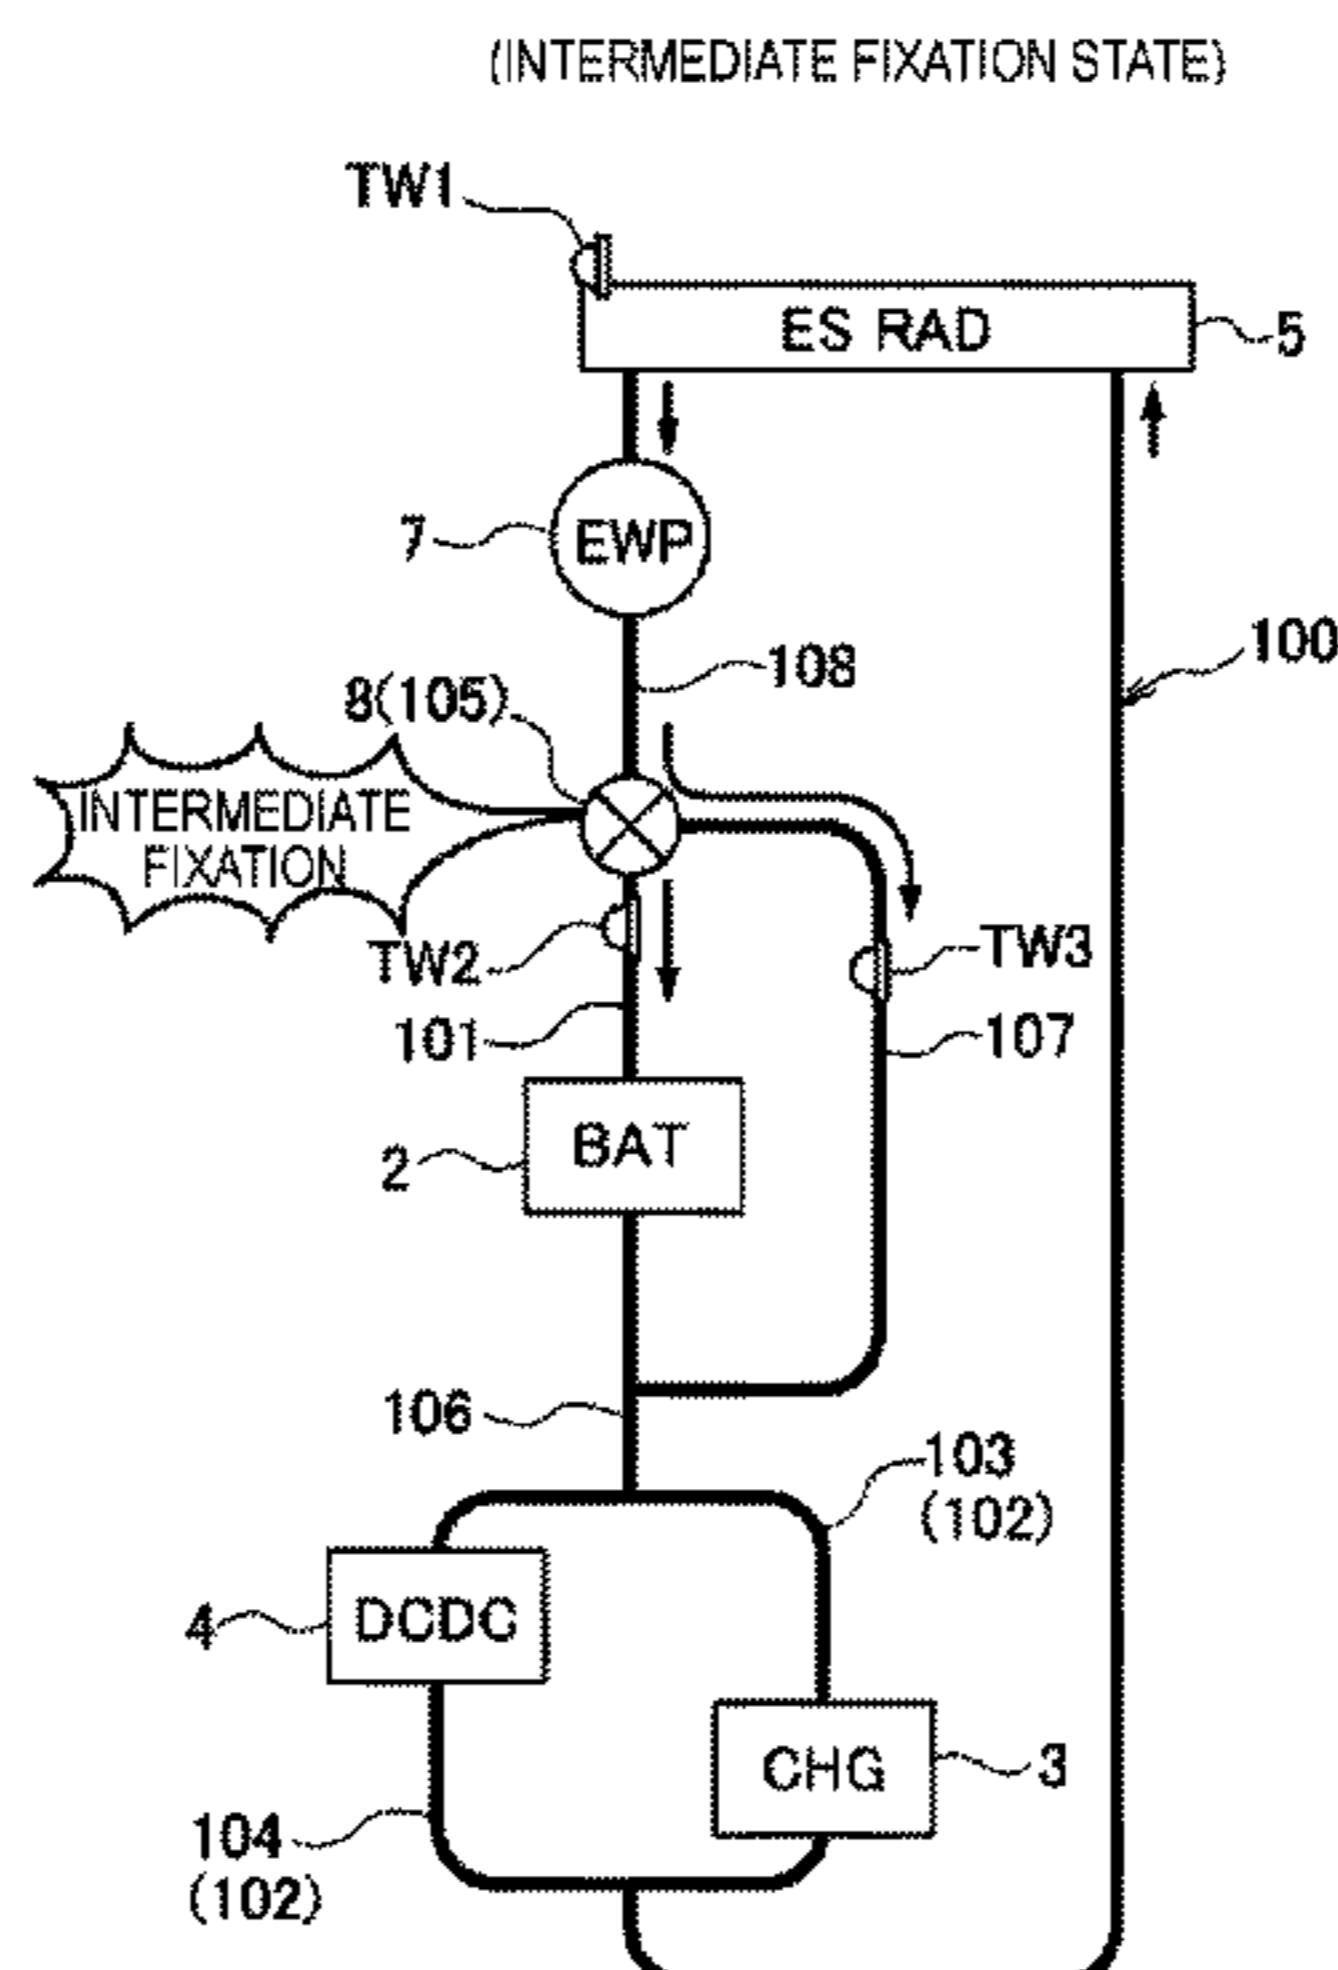 (INTERMEDIATE FIXATION STATE)
TW1
ES RAD
5
7
EWP
108
100
8(105)
INTERMEDIATE
FIXATION
TW2
TW3
101
107
2
BAT
106
103
(102)
4
DCDC
CHG
3
104
(102)